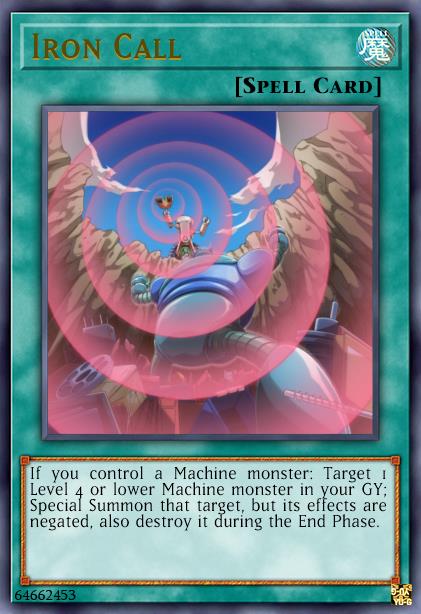 Iron Call
SPELL
魔
[Spell Card]
If you control a Machine monster: Target 1
Level 4 or lower Machine monster in your GY;
Special Summon that target, but its effects are
negated, also destroy it during the End Phase.
64662453